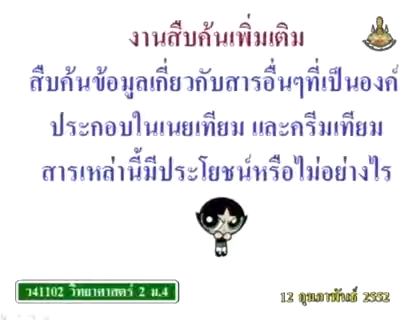 งานสืบค้นเพิ่มเติม
สืบค้นข้อมูลเกี่ยวกับสารอื่นๆที่เป็นองค์
ประกอบในเนยเทียม และครีมเทียม
สารเหล่านี้มีประโยชน์หรือไม่อย่างไร
ว41102 วิทยาศาสตร์ 2 ม.4
12 กุมภาพันธ์ 2552